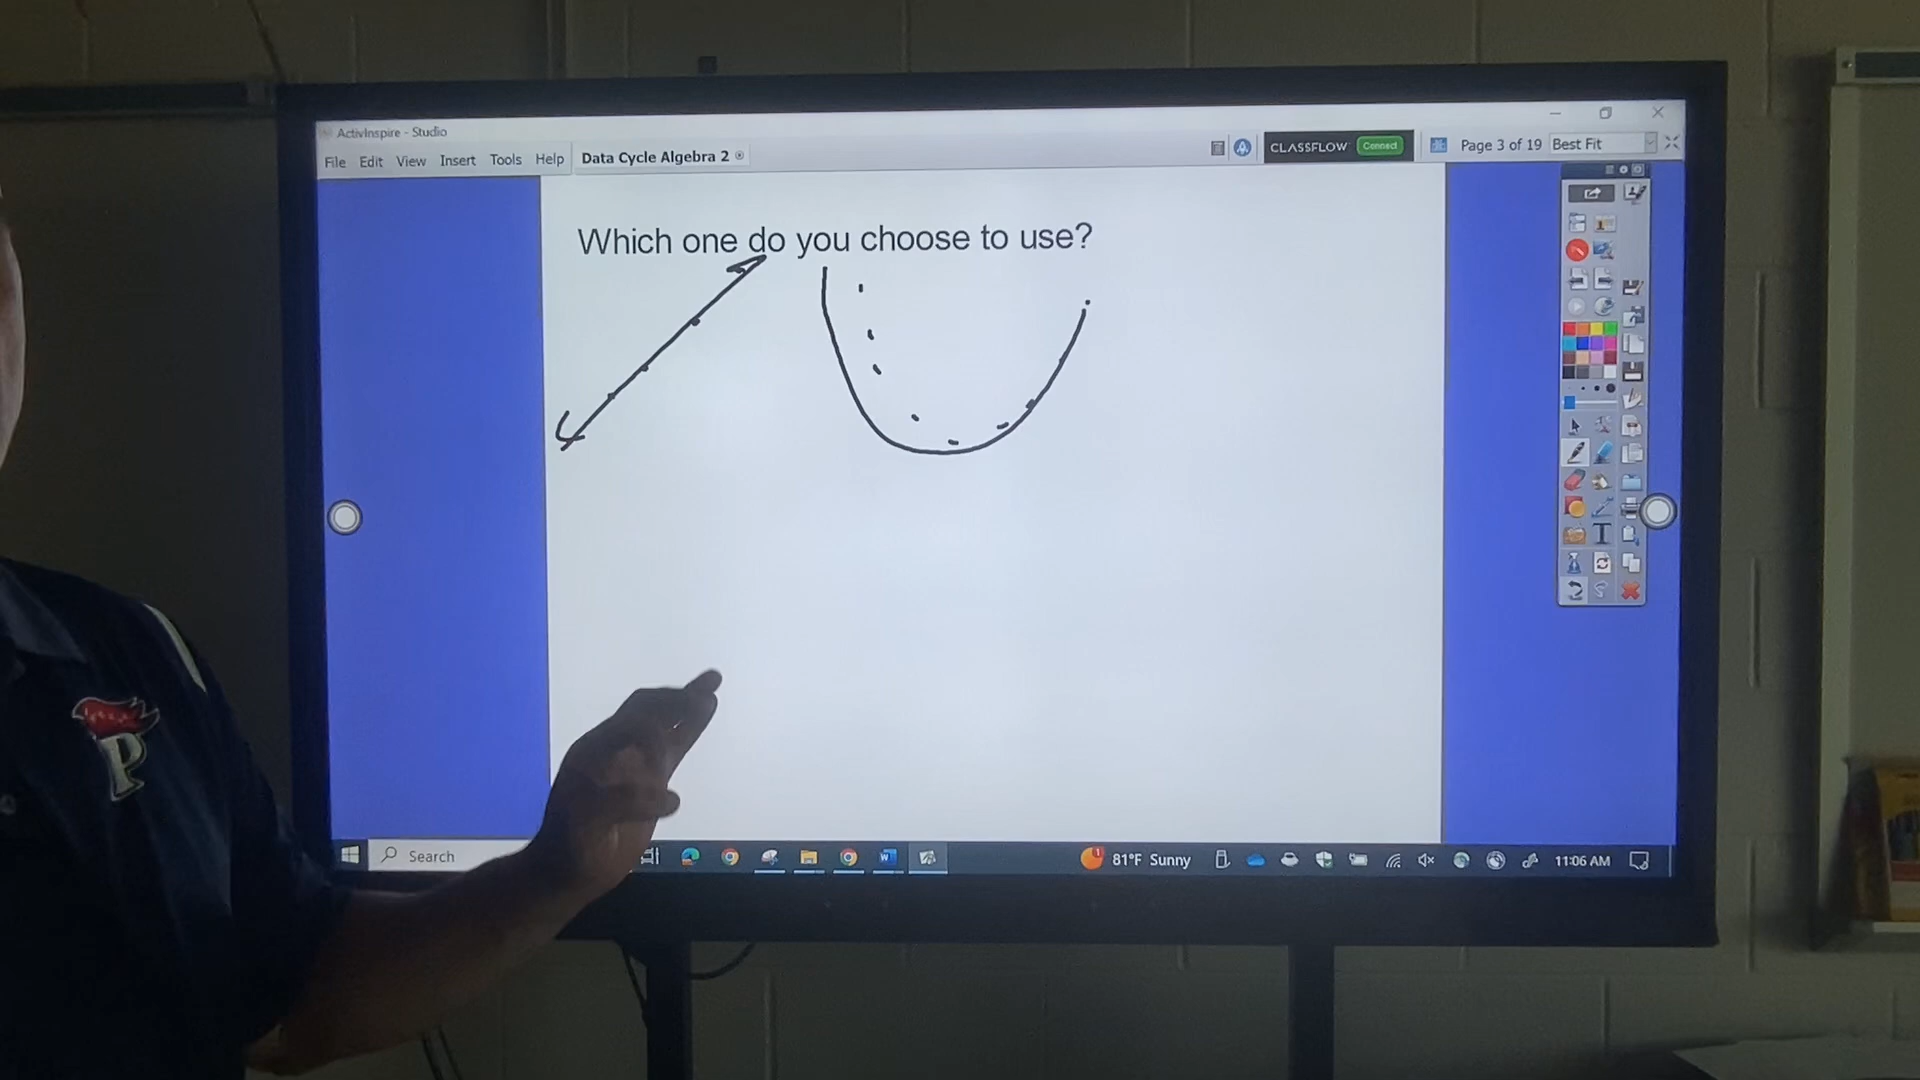 ActivInspire - Studio
File Edit View Insert Tools Help Data Cycle Algebra 2
CLASSFLOW Connect Page 3 of 19 Best Fit
Which one do you choose to use?
T
P
Search
81°F Sunny
11:06 AM